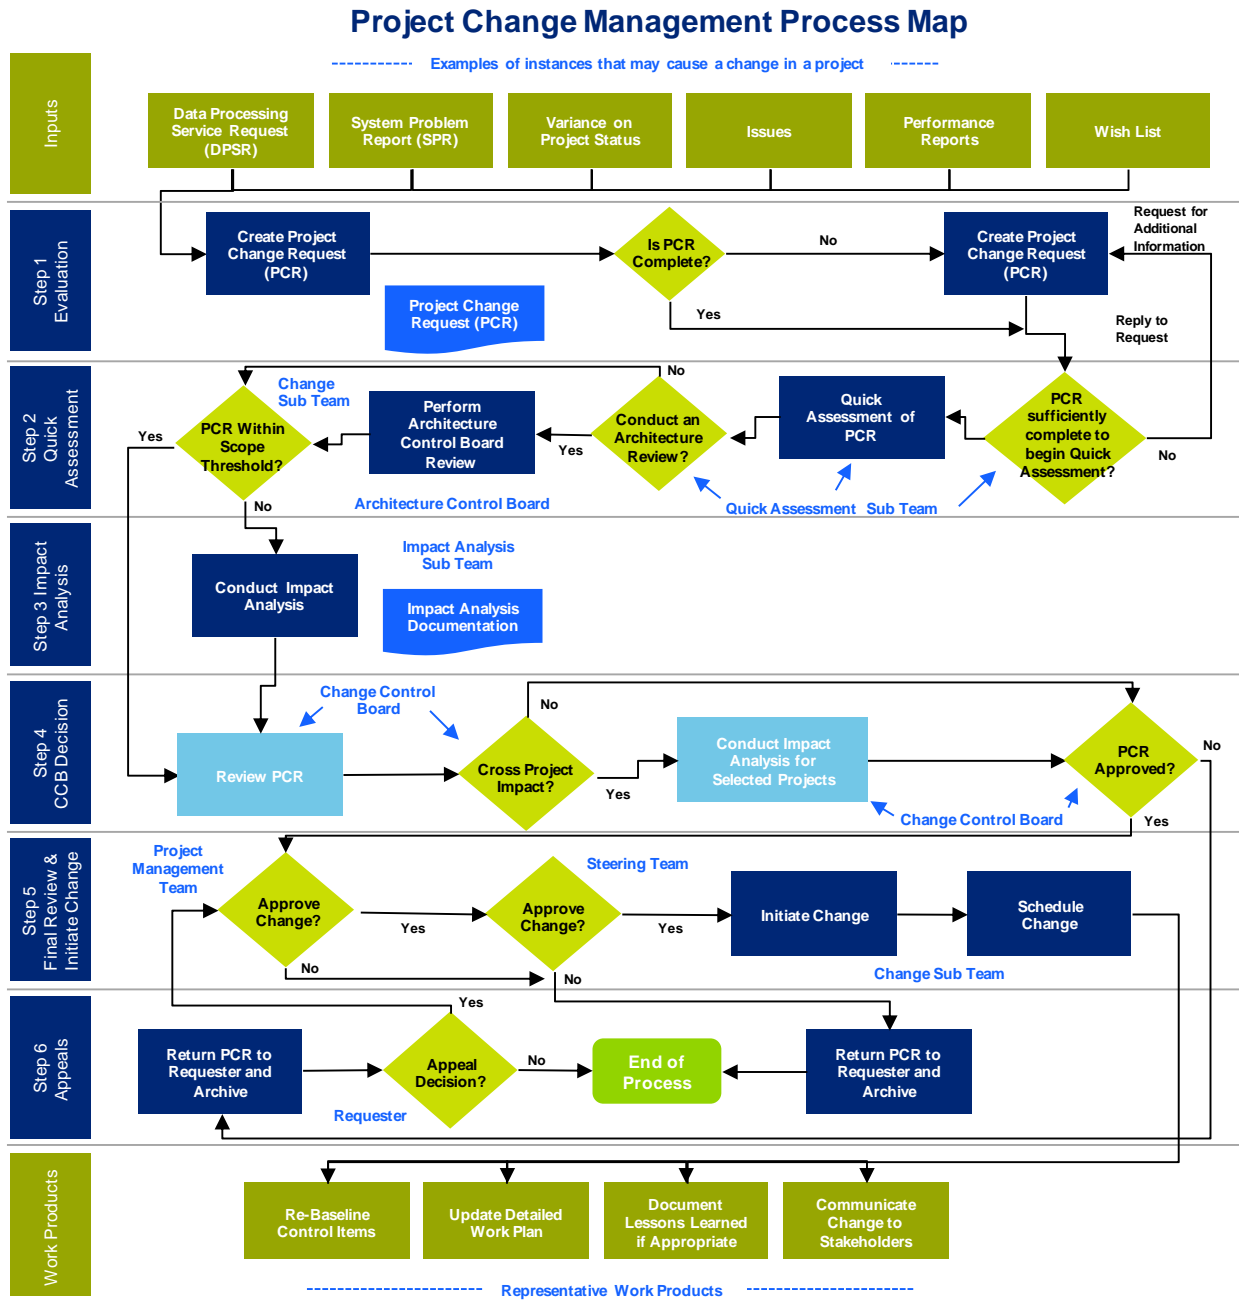 Project Change Management Process Map
Examples of instances that may cause a change in a project
Inputs
Data Processing
Service Request
(DPSR)
System Problem
Report (SPR)
Variance on
Project Status
Issues
Performance
Reports
Wish List
Step 1
Evaluation
Create Project
Change Request
(PCR)
Is PCR
Complete?
No
Yes
Create Project
Change Request
(PCR)
Request for
Additional
Information
Project Change
Request (PCR)
Reply to
Request
Step 2
Quick
Assessment
Yes
PCR Within
Scope
Threshold?
No
Change
Sub Team
Perform
Architecture
Control Board
Review
Architecture Control Board
No
Yes
Conduct an
Architecture
Review?
Quick
Assessment of
PCR
Quick Assessment Sub Team
PCR
sufficiently
complete to
begin Quick
Assessment?
No
Step 3 Impact
Analysis
Conduct Impact
Analysis
Impact Analysis
Sub Team
Impact Analysis
Documentation
Step 4
CCB Decision
Review PCR
Change Control
Board
Cross Project
Impact?
No
Yes
Conduct Impact
Analysis for
Selected Projects
Change Control Board
PCR
Approved?
No
Yes
Step 5
Final Review &
Initiate Change
Project
Management
Team
Approve
Change?
Yes
No
Approve
Change?
Steering Team
Yes
No
Initiate Change
Schedule
Change
Change Sub Team
Step 6
Appeals
Return PCR to
Requester and
Archive
Yes
Appeal
Decision?
No
Requester
End of
Process
Return PCR to
Requester and
Archive
Work Products
Re-Baseline
Control Items
Update Detailed
Work Plan
Document
Lessons Learned
if Appropriate
Communicate
Change to
Stakeholders
Representative Work Products